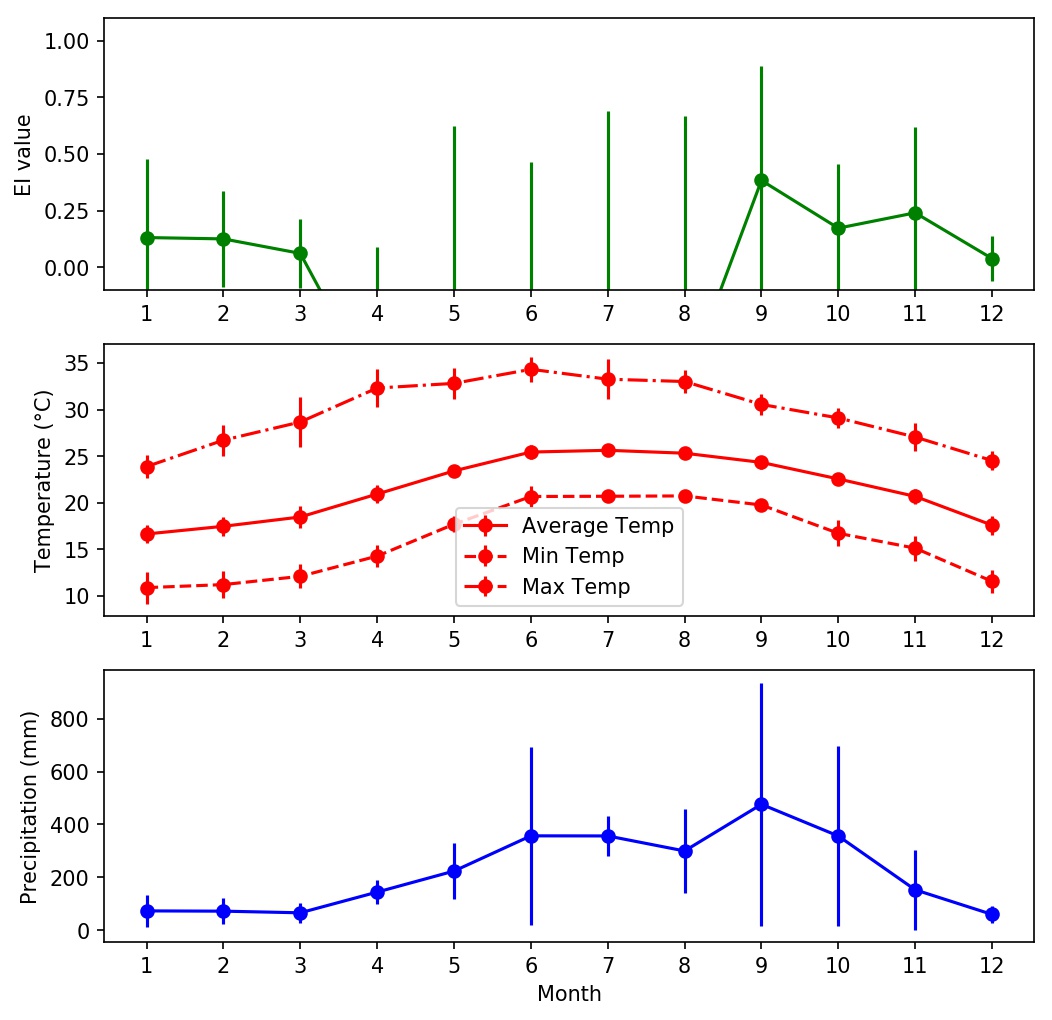 EI value
1.00
0.75
0.50
0.25
0.00
1 2 3 4 5 6 7 8 9 10 11 12
Temperature (°C)
35
30
25
20
15
10
Average Temp
Min Temp
Max Temp
1 2 3 4 5 6 7 8 9 10 11 12
Precipitation (mm)
800
600
400
200
0
1 2 3 4 5 6 7 8 9 10 11 12
Month